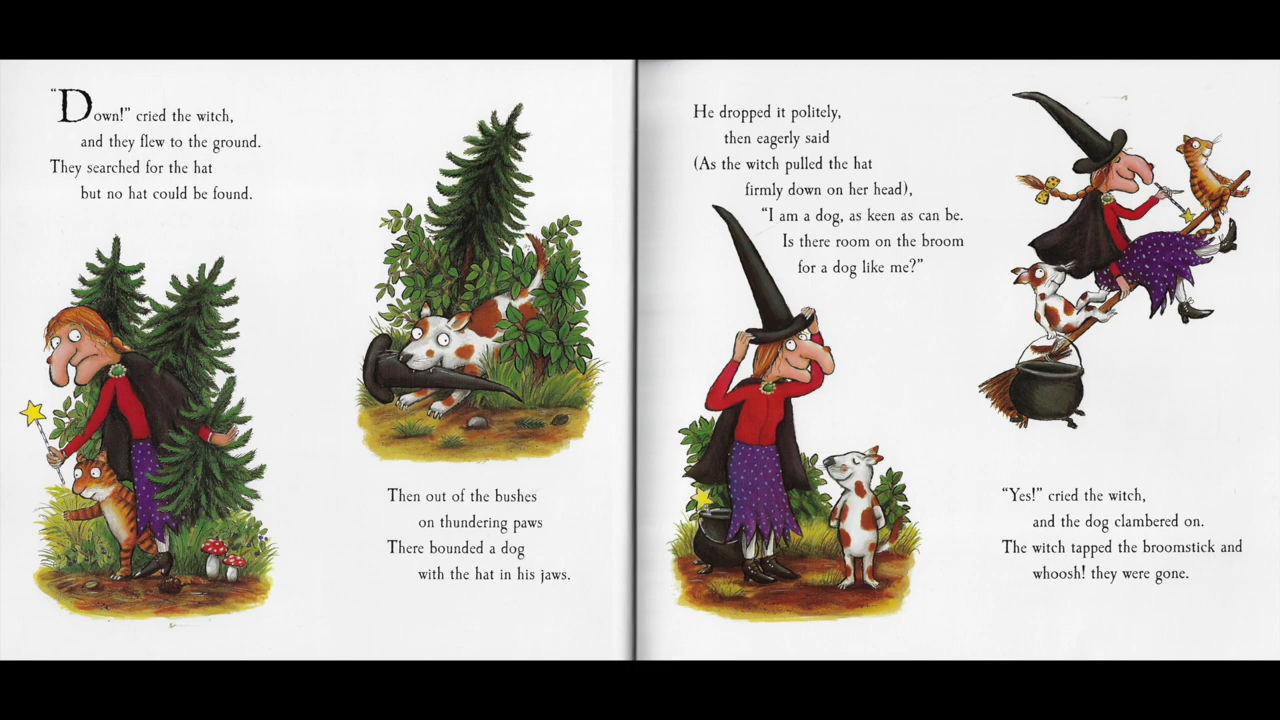 "Down!" cried the witch,
and they flew to the ground.
They searched for the hat
but no hat could be found.
Then out of the bushes
on thundering paws
There bounded a dog
with the hat in his jaws.
He dropped it politely,
then eagerly said
(As the witch pulled the hat
firmly down on her head),
"I am a dog, as keen as can be.
Is there room on the broom
for a dog like me?"
"Yes!" cried the witch,
and the dog clambered on.
The witch tapped the broomstick and
whoosh! they were gone.